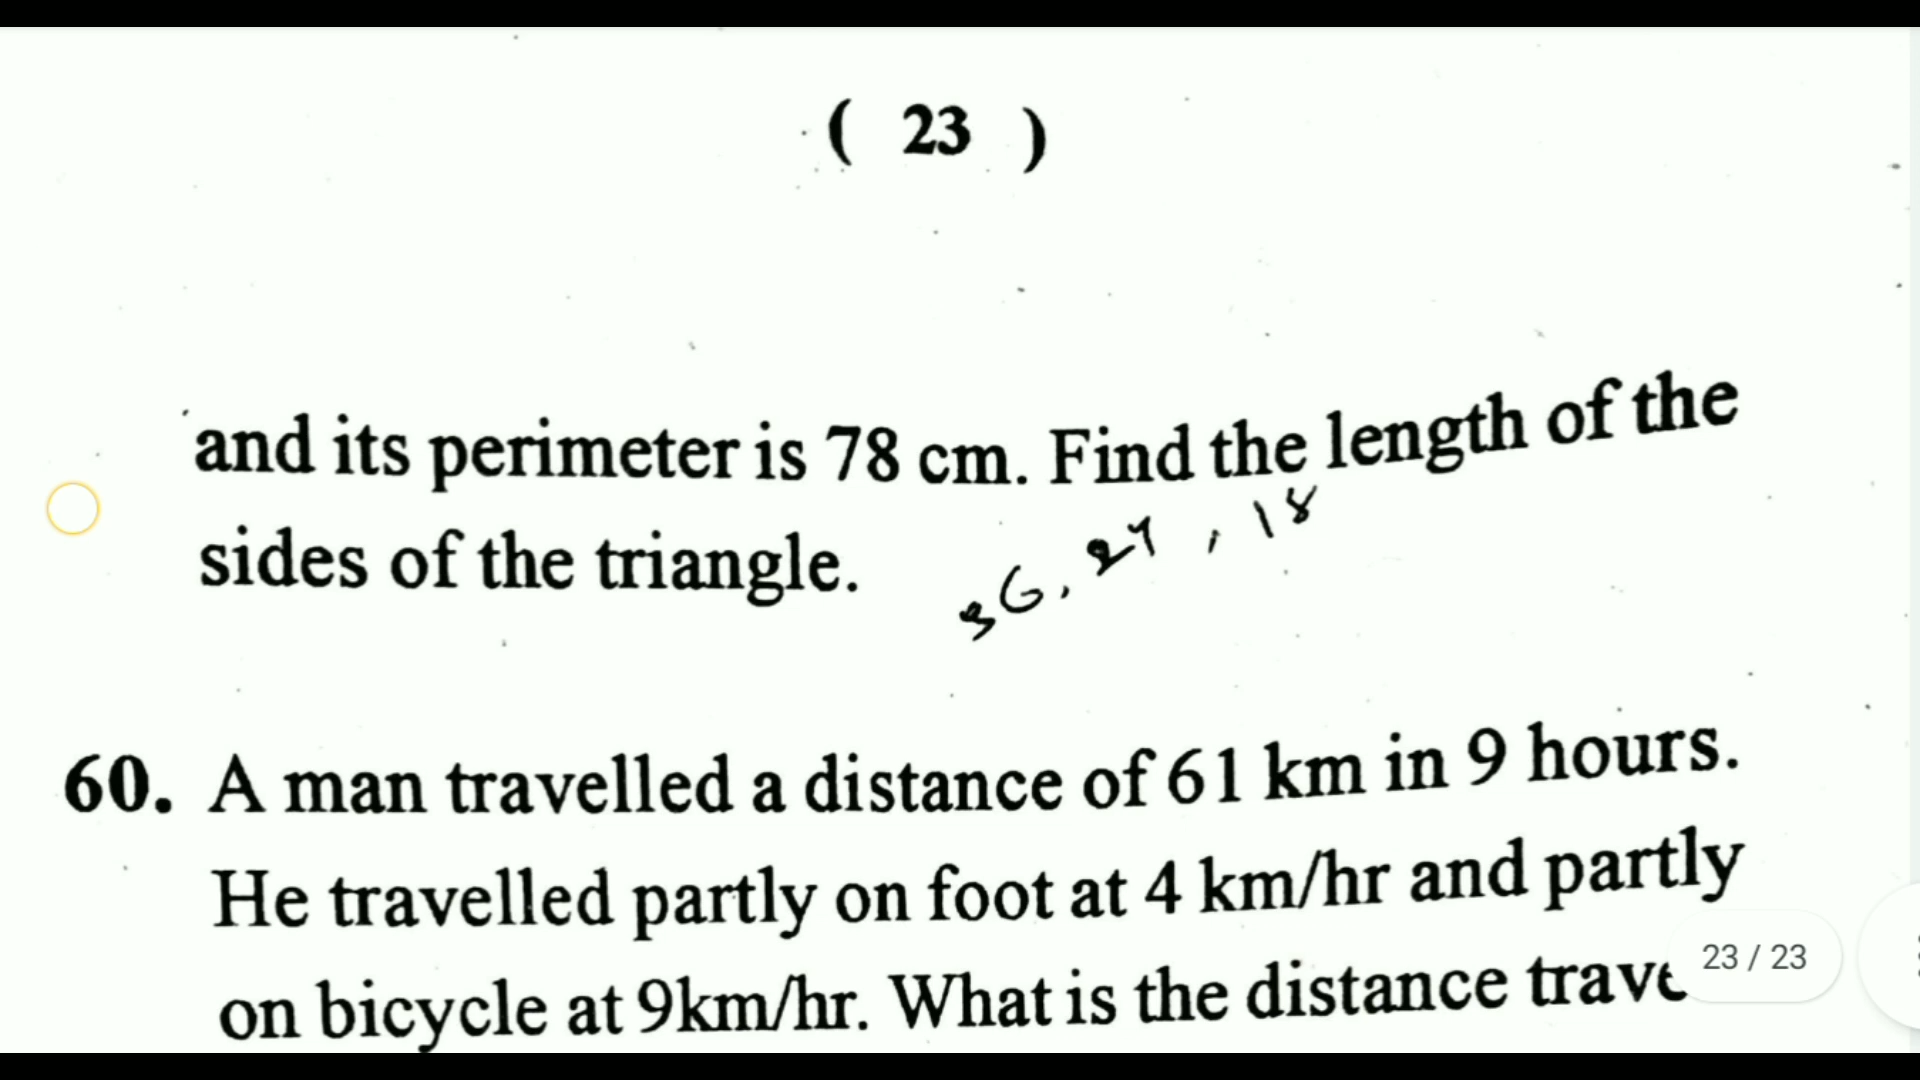 ( 23 )
and its perimeter is 78 cm. Find the length of the
sides of the triangle.
36, 24, 18
60. A man travelled a distance of 61 km in 9 hours.
He travelled partly on foot at 4 km/hr and partly
on bicycle at 9km/hr. What is the distance trave
23 / 23